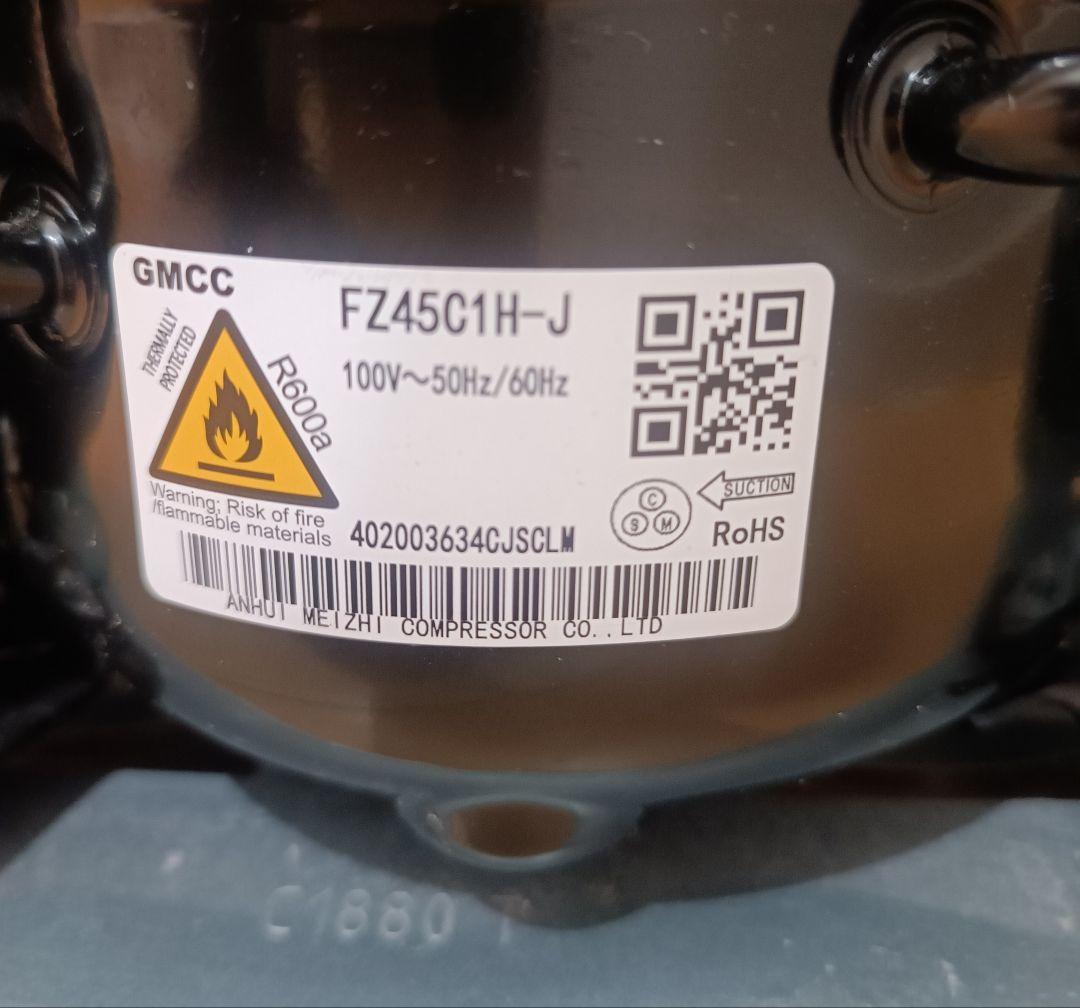 GMCC
THERMALLY
PROTECTED
R600a
FZ45C1H-J
100V~50Hz/60Hz
Warning; Risk of fire
/flammable materials
402003634CJSCLM
C
S M
SUCTION
RoHS
ANHUI MEIZHI COMPRESSOR CO.,LTD
C1880